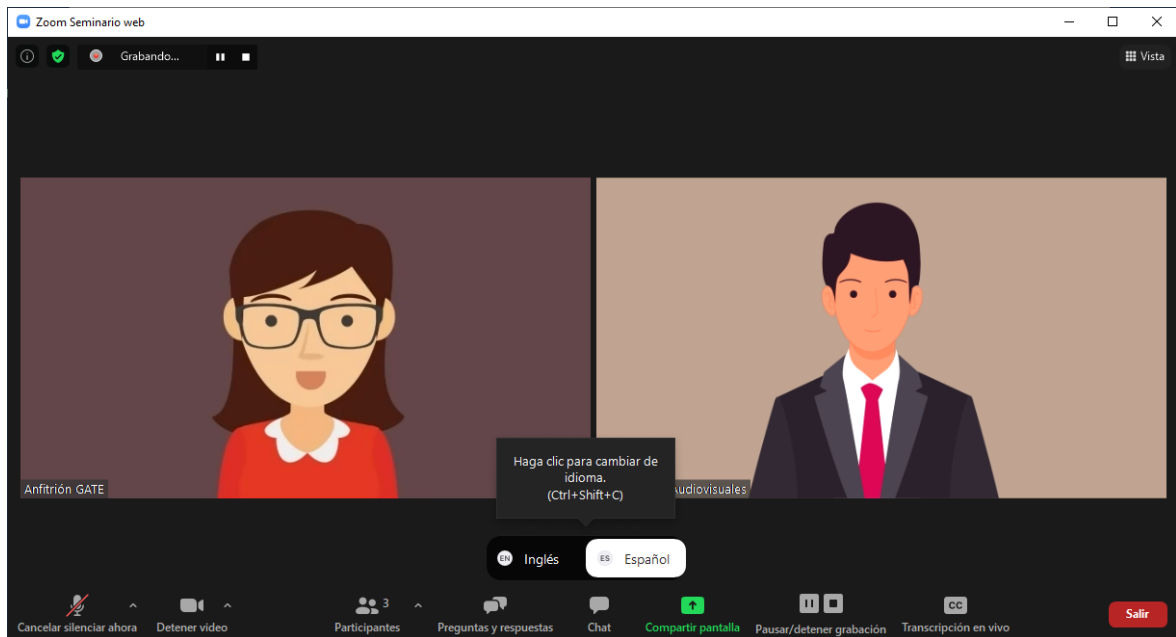 Zoom Seminario web
Grabando...
Vista
Haga clic para cambiar de
idioma.
(Ctrl+Shift+C)
Anfitrión GATE
Audiovisuales
EN Inglés
ES Español
3
Cancelar silenciar ahora
Detener video
Participantes
Preguntas y respuestas
Chat
Compartir pantalla
Pausar/detener grabación
CC
Transcripción en vivo
Salir